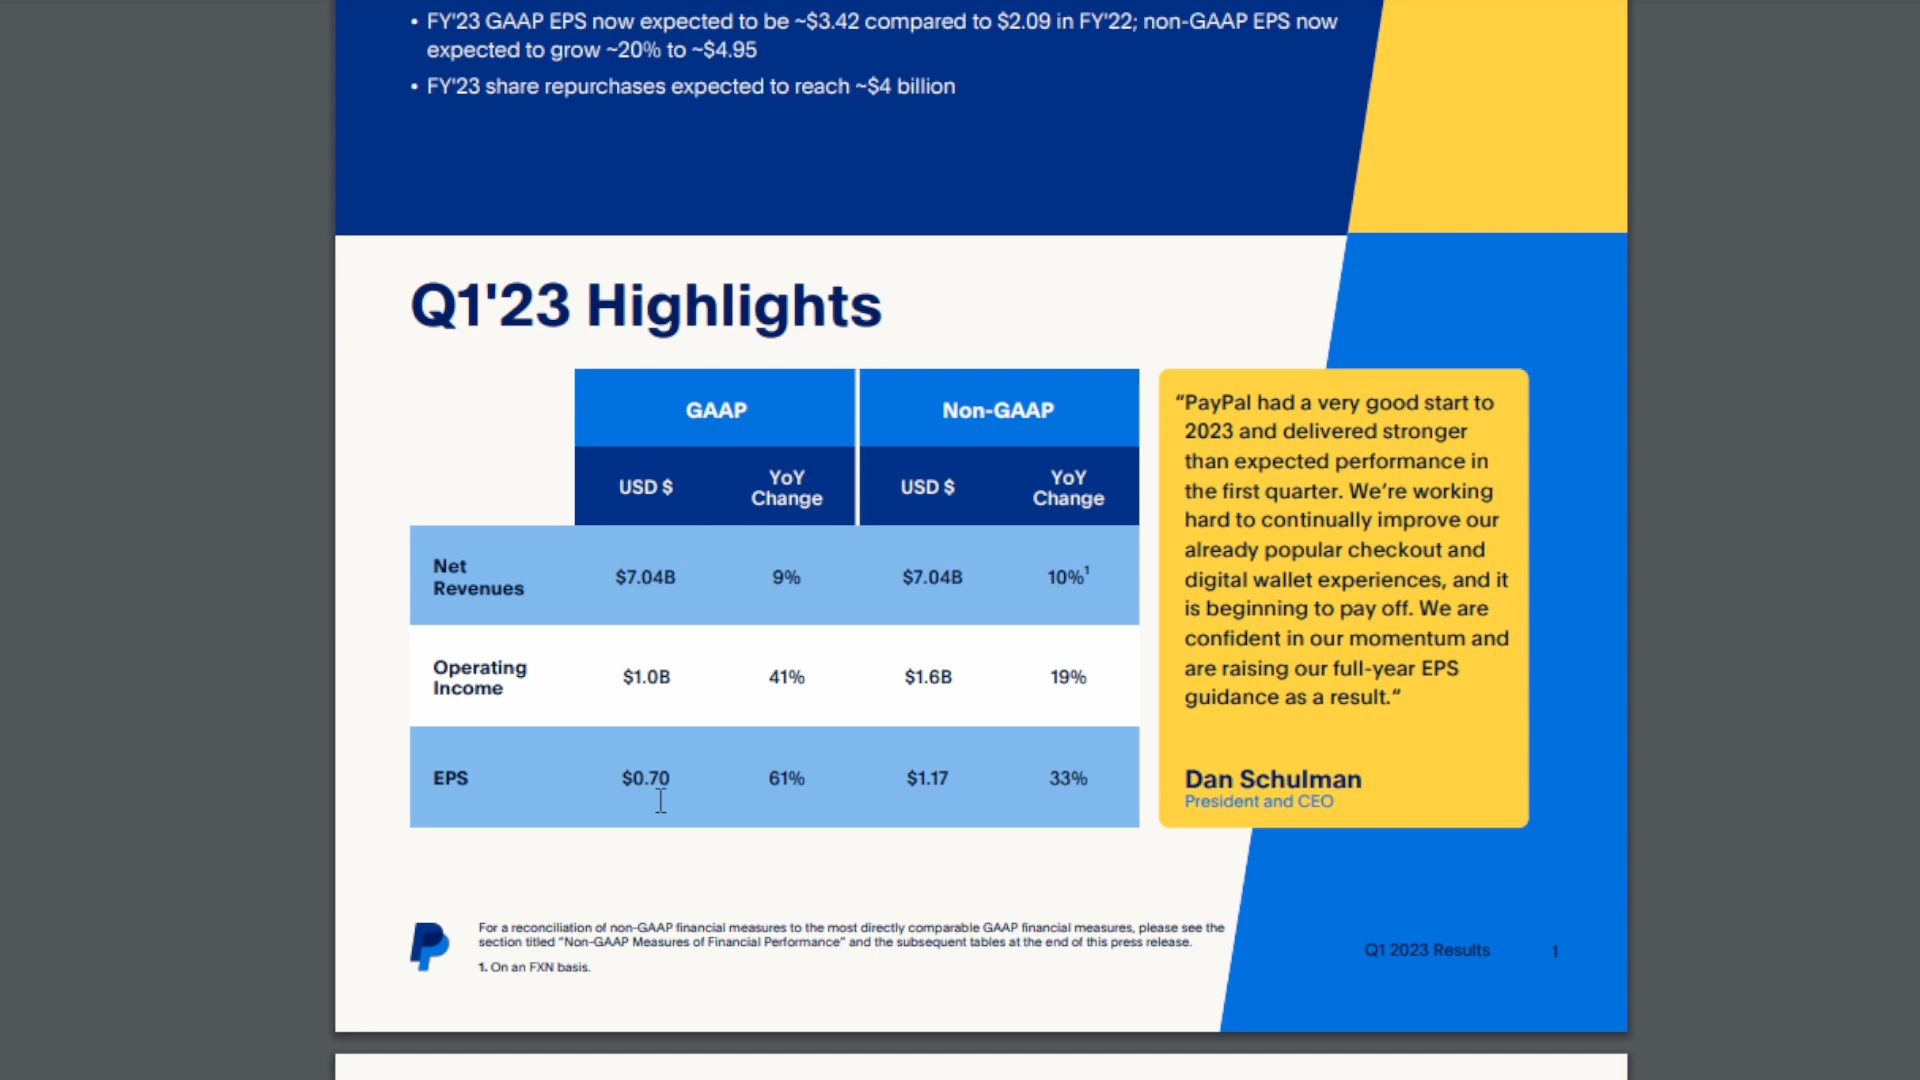 • FY'23 GAAP EPS now expected to be ~$3.42 compared to $2.09 in FY'22; non-GAAP EPS now
expected to grow ~20% to ~$4.95
• FY'23 share repurchases expected to reach ~$4 billion
Q1'23 Highlights
GAAP Non-GAAP
USD $ YoY Change USD $ YoY Change
Net Revenues $7.04B 9% $7.04B 10%¹
Operating Income $1.0B 41% $1.6B 19%
EPS $0.70 61% $1.17 33%
“PayPal had a very good start to
2023 and delivered stronger
than expected performance in
the first quarter. We’re working
hard to continually improve our
already popular checkout and
digital wallet experiences, and it
is beginning to pay off. We are
confident in our momentum and
are raising our full-year EPS
guidance as a result.“
Dan Schulman
President and CEO
For a reconciliation of non-GAAP financial measures to the most directly comparable GAAP financial measures, please see the
section titled "Non-GAAP Measures of Financial Performance" and the subsequent tables at the end of this press release.
1. On an FXN basis.
Q1 2023 Results 1